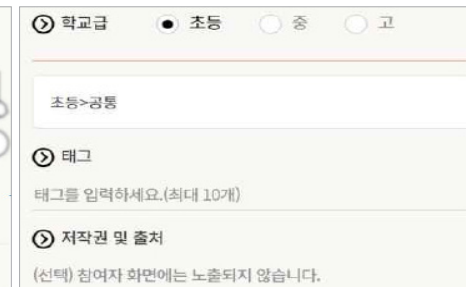 학교급 초등 중 고
초등>공통
태그
태그를 입력하세요.(최대 10개)
저작권 및 출처
(선택) 참여자 화면에는 노출되지 않습니다.